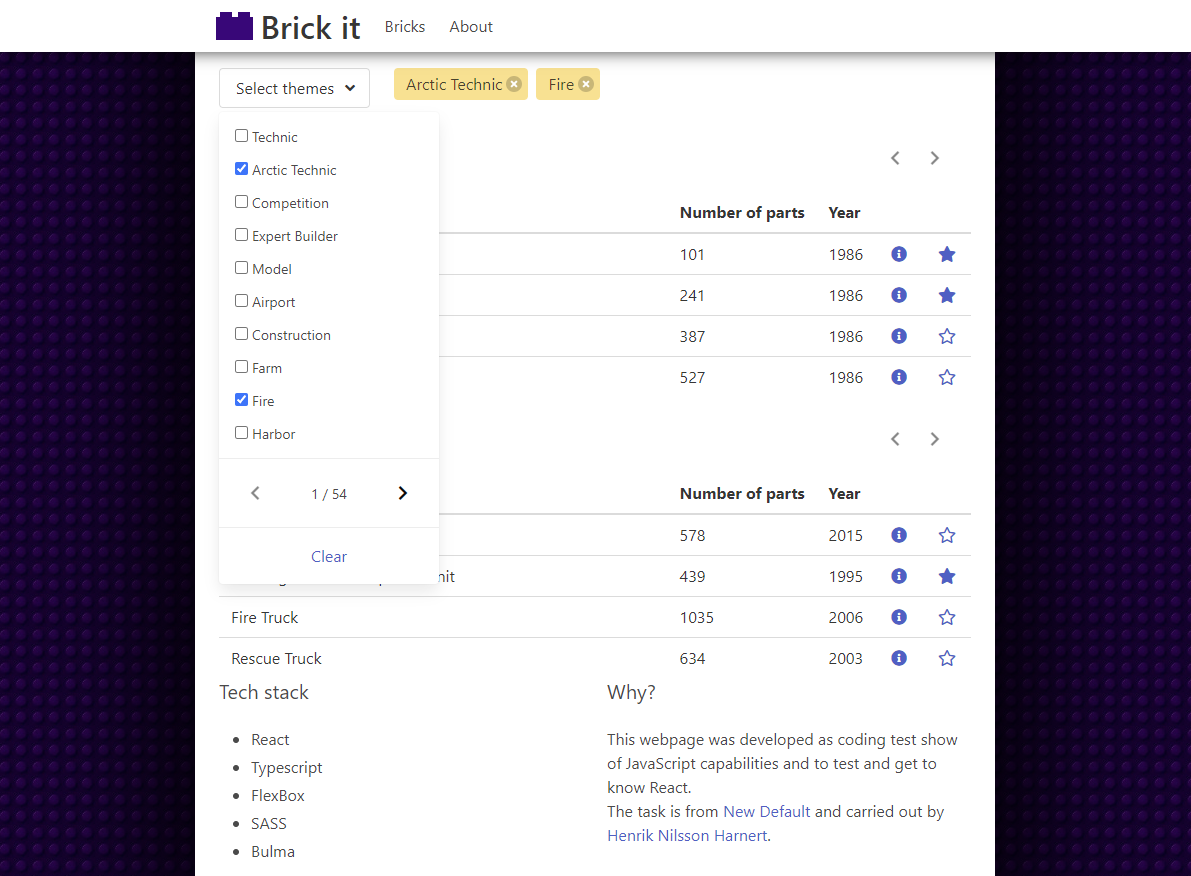 Brick it Bricks About
Select themes Arctic Technic Fire
Technic
Arctic Technic
Competition
Expert Builder
Model
Airport
Construction
Farm
Fire
Harbor
1 / 54
Clear
Number of parts Year
101 1986
241 1986
387 1986
527 1986
Number of parts Year
578 2015
439 1995
Fire Truck 1035 2006
Rescue Truck 634 2003
Tech stack
React
Typescript
FlexBox
SASS
Bulma
Why?
This webpage was developed as coding test show
of JavaScript capabilities and to test and get to
know React.
The task is from New Default and carried out by
Henrik Nilsson Harnert.